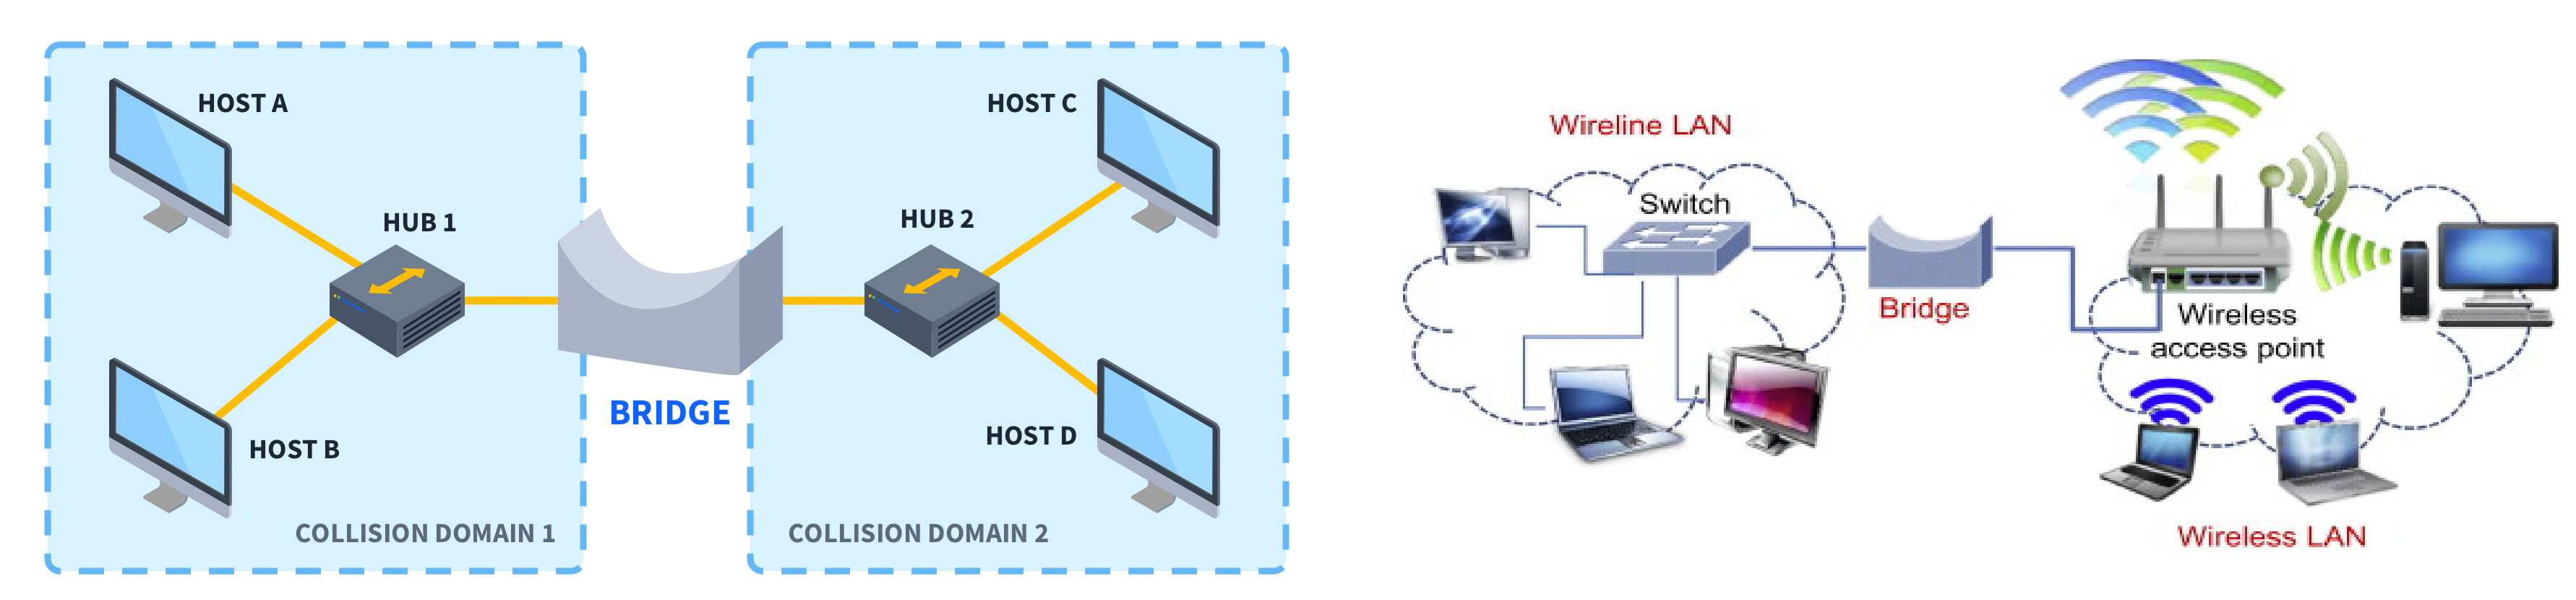 HOST A
HUB 1
HOST B
COLLISION DOMAIN 1
BRIDGE
HOST C
HUB 2
HOST D
COLLISION DOMAIN 2
Wireline LAN
Switch
Bridge
Wireless
access point
Wireless LAN